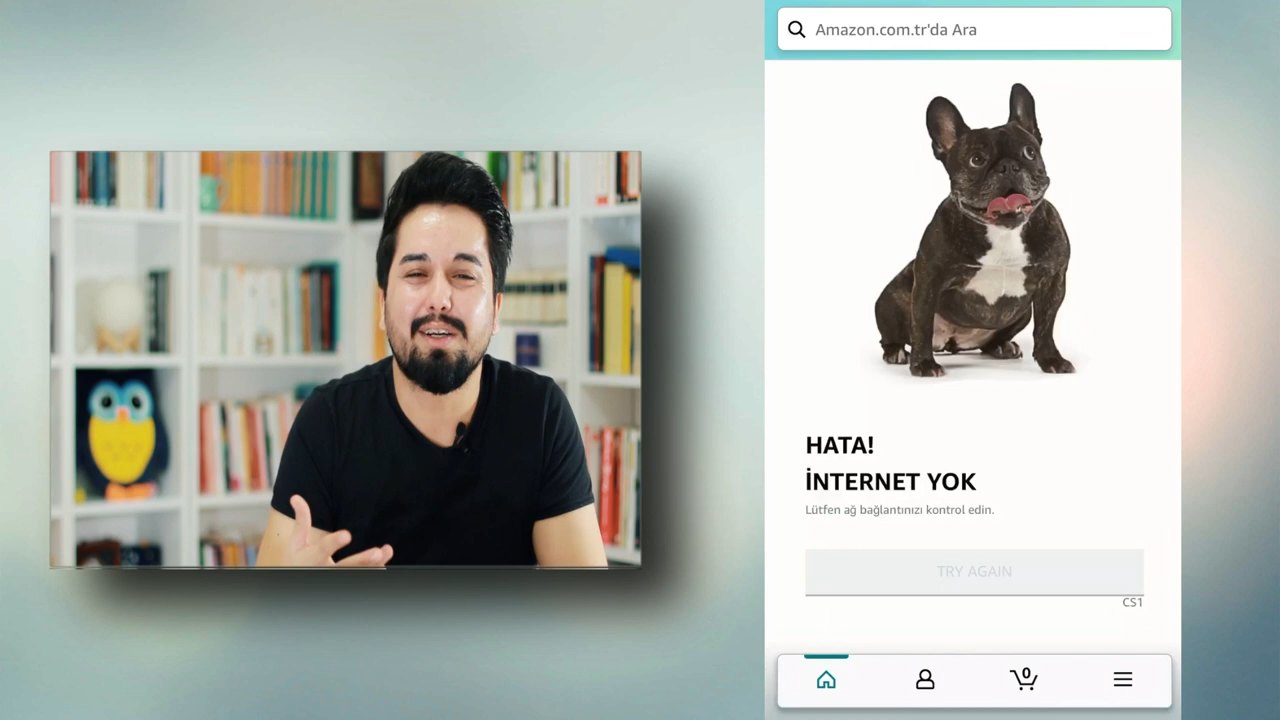 Amazon.com.tr'da Ara
HATA!
İNTERNET YOK
Lütfen ağ bağlantınızı kontrol edin.
TRY AGAIN
CS1
0